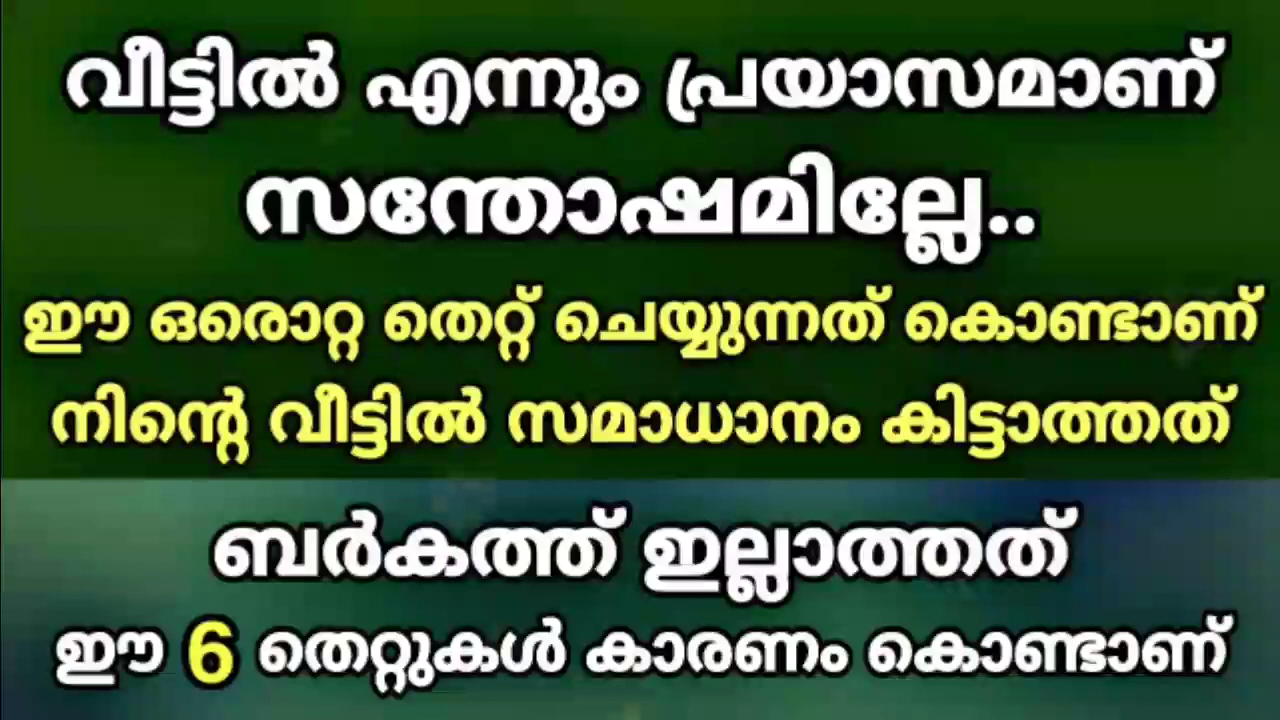 വീട്ടിൽ എന്നും പ്രയാസമാണ്
സന്തോഷമില്ലേ..
ഈ ഒരൊറ്റ തെറ്റ് ചെയ്യുന്നത് കൊണ്ടാണ്
നിന്റെ വീട്ടിൽ സമാധാനം കിട്ടാത്തത്
ബർകത്ത് ഇല്ലാത്തത്
ഈ 6 തെറ്റുകൾ കാരണം കൊണ്ടാണ്